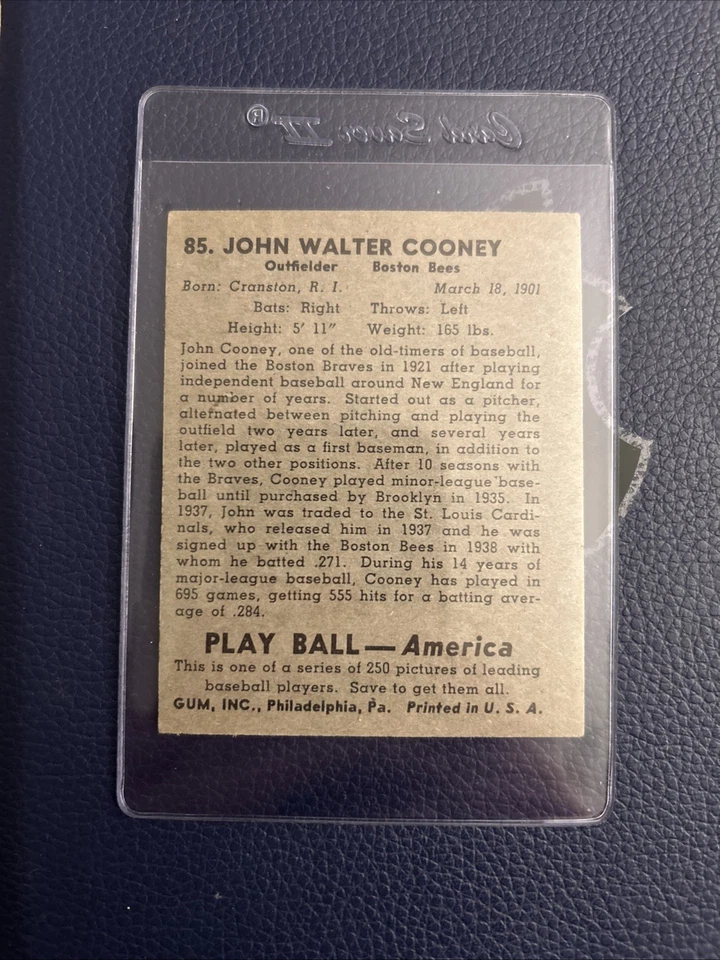 Card Saver III®
85. JOHN WALTER COONEY
Outfielder Boston Bees
Born: Cranston, R. I. March 18, 1901
Bats: Right Throws: Left
Height: 5' 11" Weight: 165 lbs.
John Cooney, one of the old-timers of baseball,
joined the Boston Braves in 1921 after playing
independent baseball around New England for
a number of years. Started out as a pitcher,
alternated between pitching and playing the
outfield two years later, and several years
later, played as a first baseman, in addition to
the two other positions. After 10 seasons with
the Braves, Cooney played minor-league base-
ball until purchased by Brooklyn in 1935. In
1937, John was traded to the St. Louis Cardi-
nals, who released him in 1937 and he was
signed up with the Boston Bees in 1938 with
whom he batted .271. During his 14 years of
major-league baseball, Cooney has played in
695 games, getting 555 hits for a batting aver-
age of .284.
PLAY BALL—America
This is one of a series of 250 pictures of leading
baseball players. Save to get them all.
GUM, INC., Philadelphia, Pa. Printed in U. S. A.